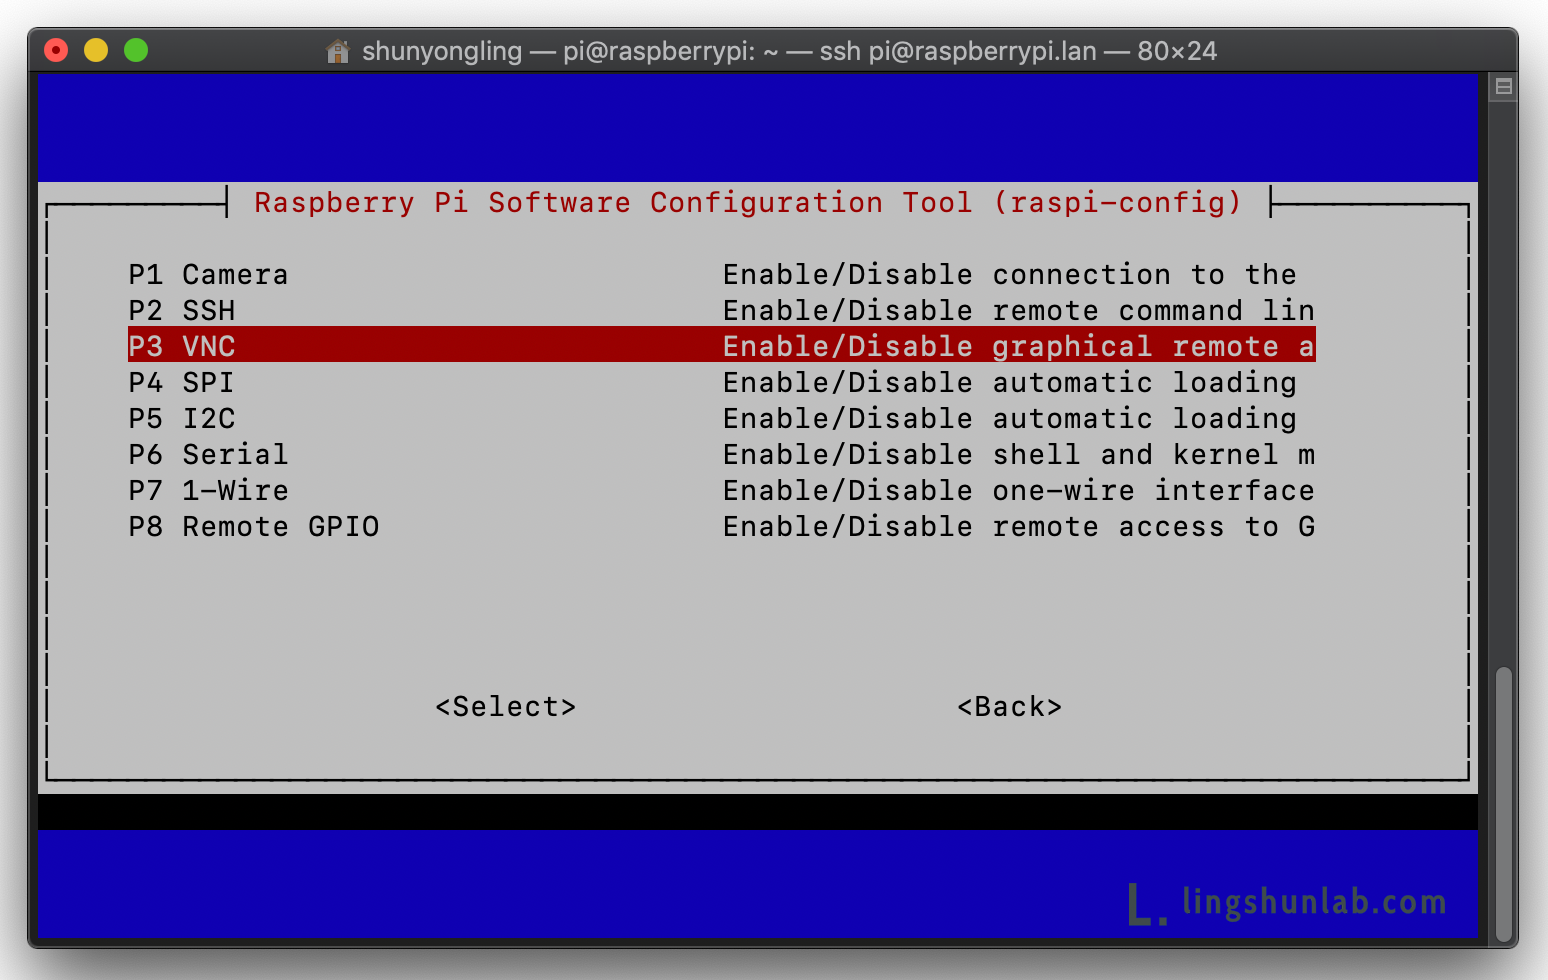 shunyongling — pi@raspberrypi: ~ — ssh pi@raspberrypi.lan — 80×24
Raspberry Pi Software Configuration Tool (raspi-config)
P1 Camera Enable/Disable connection to the
P2 SSH Enable/Disable remote command lin
P3 VNC Enable/Disable graphical remote a
P4 SPI Enable/Disable automatic loading
P5 I2C Enable/Disable automatic loading
P6 Serial Enable/Disable shell and kernel m
P7 1-Wire Enable/Disable one-wire interface
P8 Remote GPIO Enable/Disable remote access to G
<Select> <Back>
L. lingshunlab.com